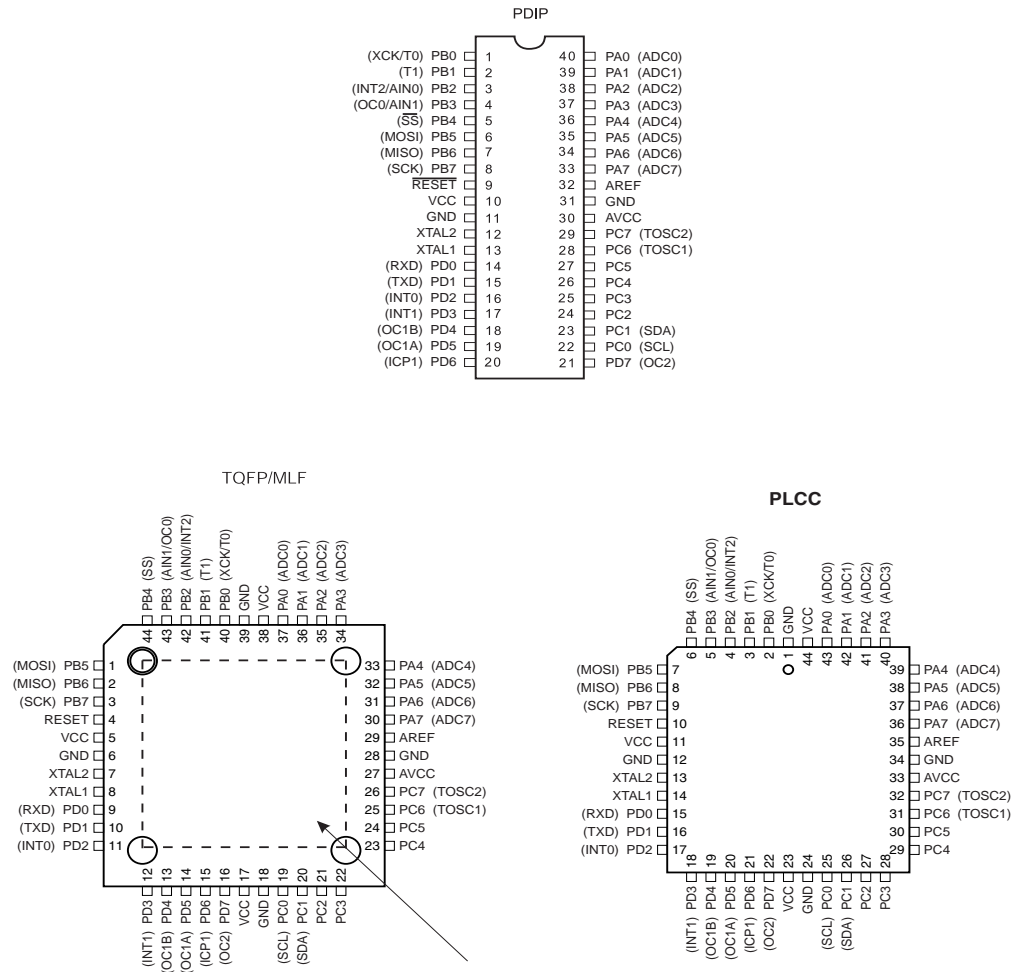 PDIP
(XCK/T0) PB0 1 40 PA0 (ADC0)
(T1) PB1 2 39 PA1 (ADC1)
(INT2/AIN0) PB2 3 38 PA2 (ADC2)
(OC0/AIN1) PB3 4 37 PA3 (ADC3)
(SS) PB4 5 36 PA4 (ADC4)
(MOSI) PB5 6 35 PA5 (ADC5)
(MISO) PB6 7 34 PA6 (ADC6)
(SCK) PB7 8 33 PA7 (ADC7)
RESET 9 32 AREF
VCC 10 31 GND
GND 11 30 AVCC
XTAL2 12 29 PC7 (TOSC2)
XTAL1 13 28 PC6 (TOSC1)
(RXD) PD0 14 27 PC5
(TXD) PD1 15 26 PC4
(INT0) PD2 16 25 PC3
(INT1) PD3 17 24 PC2
(OC1B) PD4 18 23 PC1 (SDA)
(OC1A) PD5 19 22 PC0 (SCL)
(ICP1) PD6 20 21 PD7 (OC2)
TQFP/MLF
PB4 (SS)
PB3 (AIN1/OC0)
PB2 (AIN0/INT2)
PB1 (T1)
PB0 (XCK/T0)
GND
VCC
PA0 (ADC0)
PA1 (ADC1)
PA2 (ADC2)
PA3 (ADC3)
44 43 42 41 40 39 38 37 36 35 34
(MOSI) PB5 1 33 PA4 (ADC4)
(MISO) PB6 2 32 PA5 (ADC5)
(SCK) PB7 3 31 PA6 (ADC6)
RESET 4 30 PA7 (ADC7)
VCC 5 29 AREF
GND 6 28 GND
XTAL2 7 27 AVCC
XTAL1 8 26 PC7 (TOSC2)
(RXD) PD0 9 25 PC6 (TOSC1)
(TXD) PD1 10 24 PC5
(INT0) PD2 11 23 PC4
12 13 14 15 16 17 18 19 20 21 22
(INT1) PD3
(OC1B) PD4
(OC1A) PD5
(ICP1) PD6
(OC2) PD7
VCC
GND
(SCL) PC0
(SDA) PC1
PC2
PC3
PLCC
PB4 (SS)
PB3 (AIN1/OC0)
PB2 (AIN0/INT2)
PB1 (T1)
PB0 (XCK/T0)
GND
VCC
PA0 (ADC0)
PA1 (ADC1)
PA2 (ADC2)
PA3 (ADC3)
6 5 4 3 2 1 44 43 42 41 40
(MOSI) PB5 7 39 PA4 (ADC4)
(MISO) PB6 8 38 PA5 (ADC5)
(SCK) PB7 9 37 PA6 (ADC6)
RESET 10 36 PA7 (ADC7)
VCC 11 35 AREF
GND 12 34 GND
XTAL2 13 33 AVCC
XTAL1 14 32 PC7 (TOSC2)
(RXD) PD0 15 31 PC6 (TOSC1)
(TXD) PD1 16 30 PC5
(INT0) PD2 17 29 PC4
18 19 20 21 22 23 24 25 26 27 28
(INT1) PD3
(OC1B) PD4
(OC1A) PD5
(ICP1) PD6
(OC2) PD7
VCC
GND
(SCL) PC0
(SDA) PC1
PC2
PC3